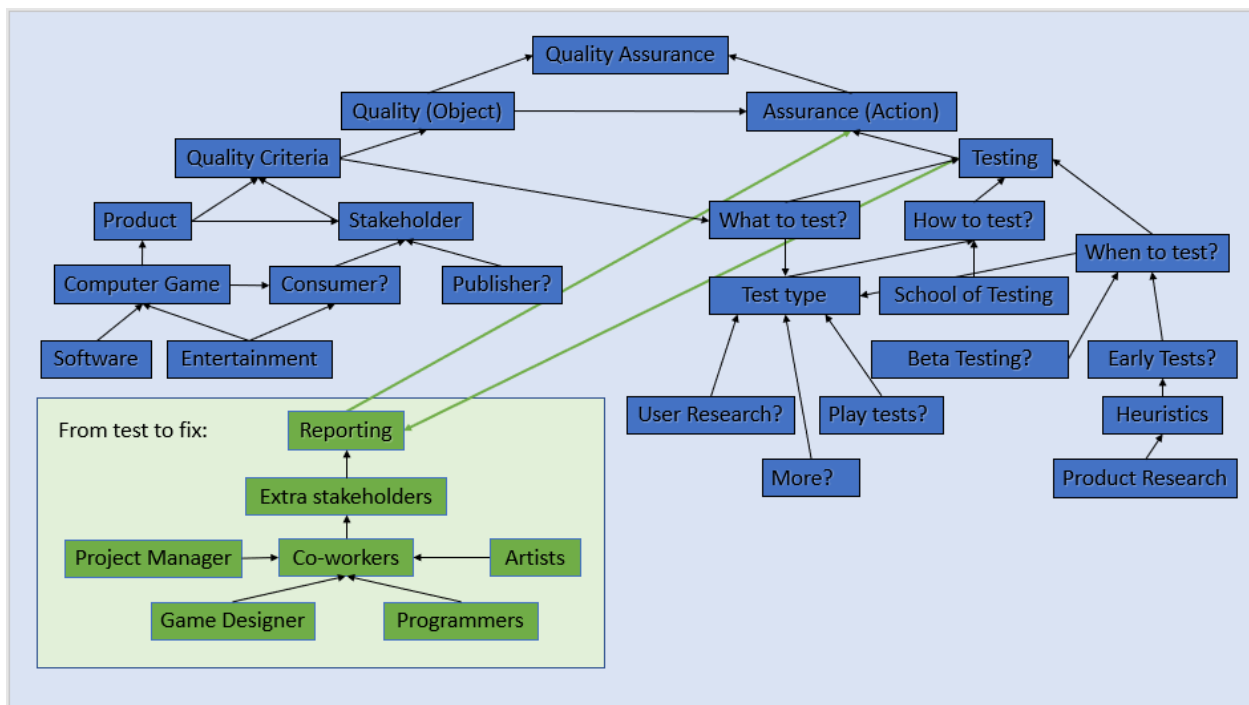 Quality Assurance
Quality (Object)
Assurance (Action)
Quality Criteria
Testing
Product
Stakeholder
What to test?
How to test?
When to test?
Computer Game
Consumer?
Publisher?
Test type
School of Testing
Software
Entertainment
Beta Testing?
Early Tests?
User Research?
Play tests?
Heuristics
More?
Product Research
From test to fix:
Reporting
Extra stakeholders
Project Manager
Co-workers
Artists
Game Designer
Programmers